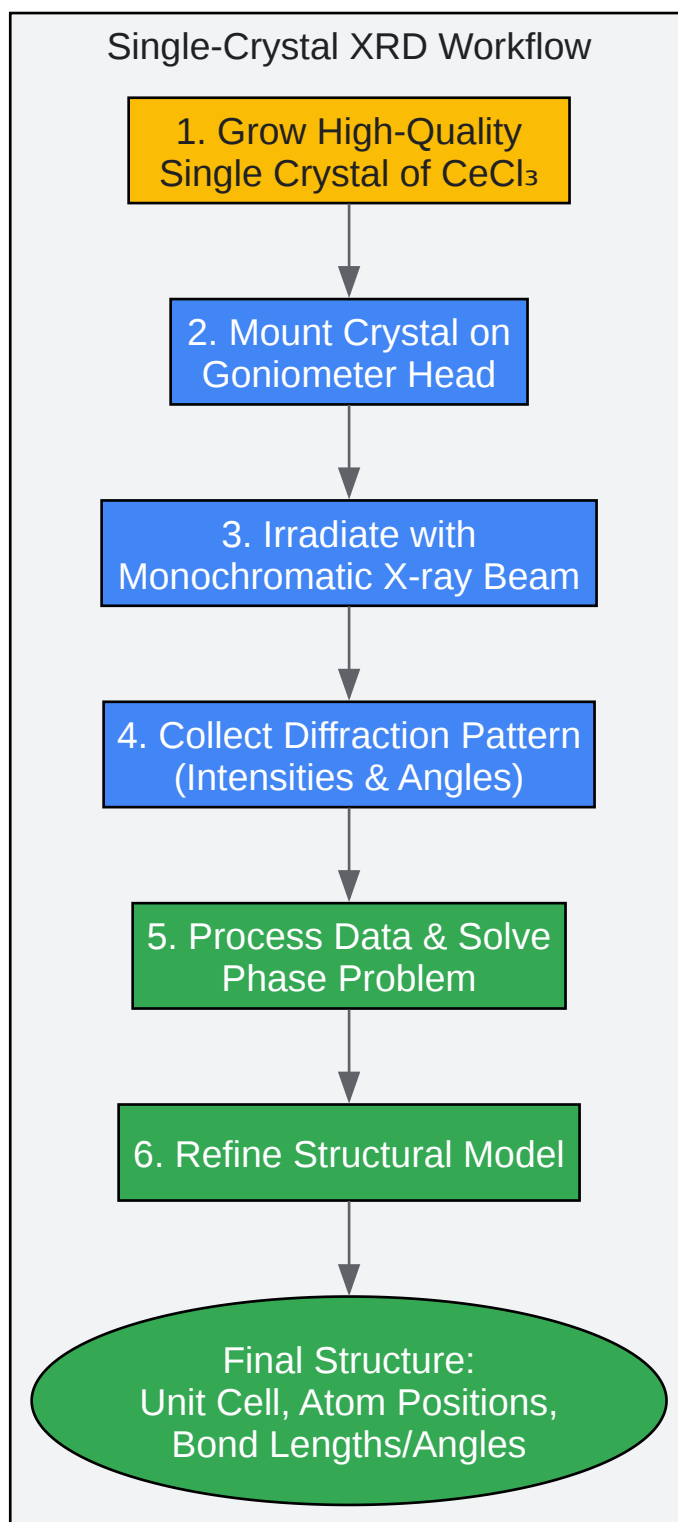 Single-Crystal XRD Workflow
1. Grow High-Quality
Single Crystal of CeCl₃
2. Mount Crystal on
Goniometer Head
3. Irradiate with
Monochromatic X-ray Beam
4. Collect Diffraction Pattern
(Intensities & Angles)
5. Process Data & Solve
Phase Problem
6. Refine Structural Model
Final Structure:
Unit Cell, Atom Positions,
Bond Lengths/Angles